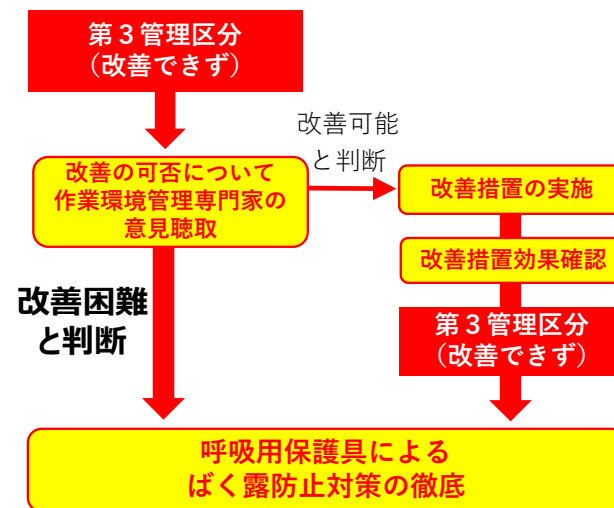 第３管理区分
（改善できず）
改善可能
と判断
改善の可否について
作業環境管理専門家の
意見聴取
改善措置の実施
改善措置効果確認
改善困難
と判断
第３管理区分
（改善できず）
呼吸用保護具による
ばく露防止対策の徹底